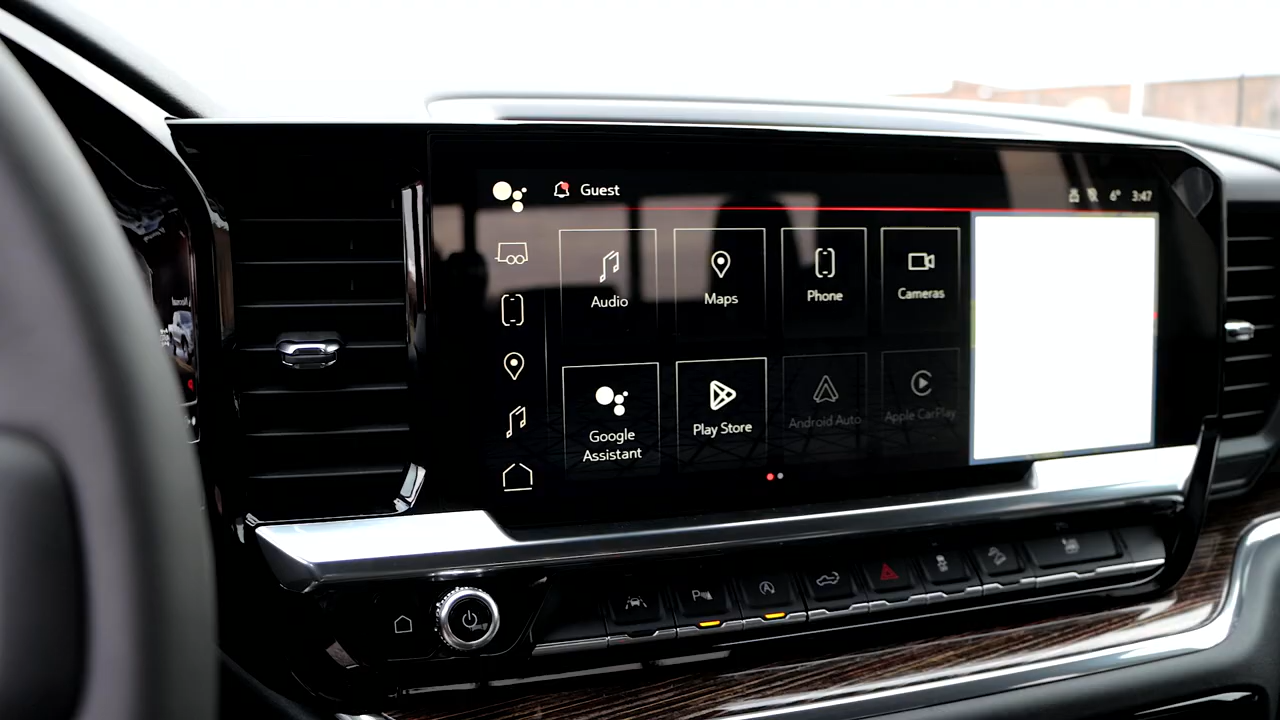 Guest
6° 3:47
Audio
Maps
Phone
Cameras
Google
Assistant
Play Store
Android Auto
Apple CarPlay
P
A